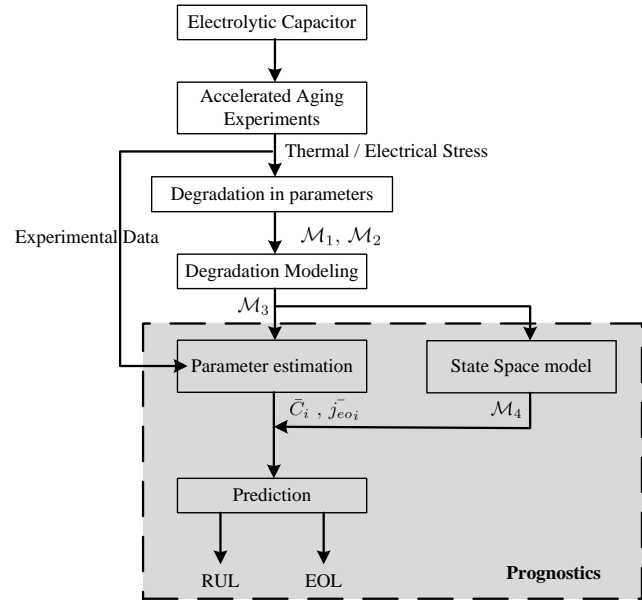 Electrolytic Capacitor
Accelerated Aging
Experiments
Thermal / Electrical Stress
Degradation in parameters
Experimental Data
ℳ₁, ℳ₂
Degradation Modeling
ℳ₃
Parameter estimation
State Space model
C̄ᵢ , j̄ₑₒᵢ
ℳ₄
Prediction
RUL
EOL
Prognostics